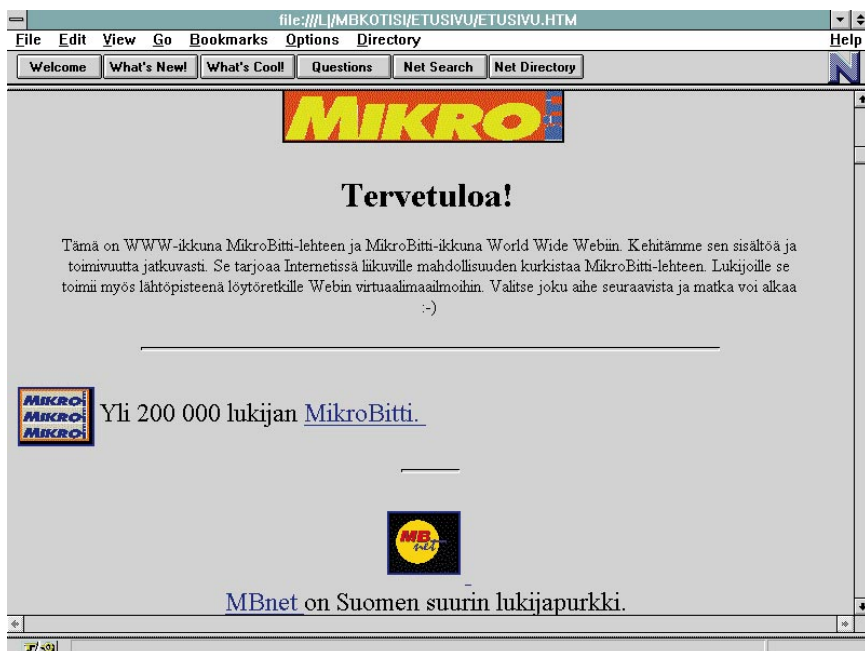 file:///L|/MBKOTISI/ETUSIVU/ETUSIVU.HTM
File Edit View Go Bookmarks Options Directory Help
Welcome What's New! What's Cool! Questions Net Search Net Directory
N
MIKRO
Tervetuloa!
Tämä on WWW-ikkuna MikroBitti-lehteen ja MikroBitti-ikkuna World Wide Webiin. Kehitämme sen sisältöä ja
toimivuutta jatkuvasti. Se tarjoaa Internetissä liikuville mahdollisuuden kurkistaa MikroBitti-lehteen. Lukijoille se
toimii myös lähtöpisteenä löytöretkille Webin virtuaalimaailmoihin. Valitse joku aihe seuraavista ja matka voi alkaa
:-)
MIKRO
MIKRO
MIKRO
Yli 200 000 lukijan MikroBitti.
MB
net
MBnet on Suomen suurin lukijapurkki.